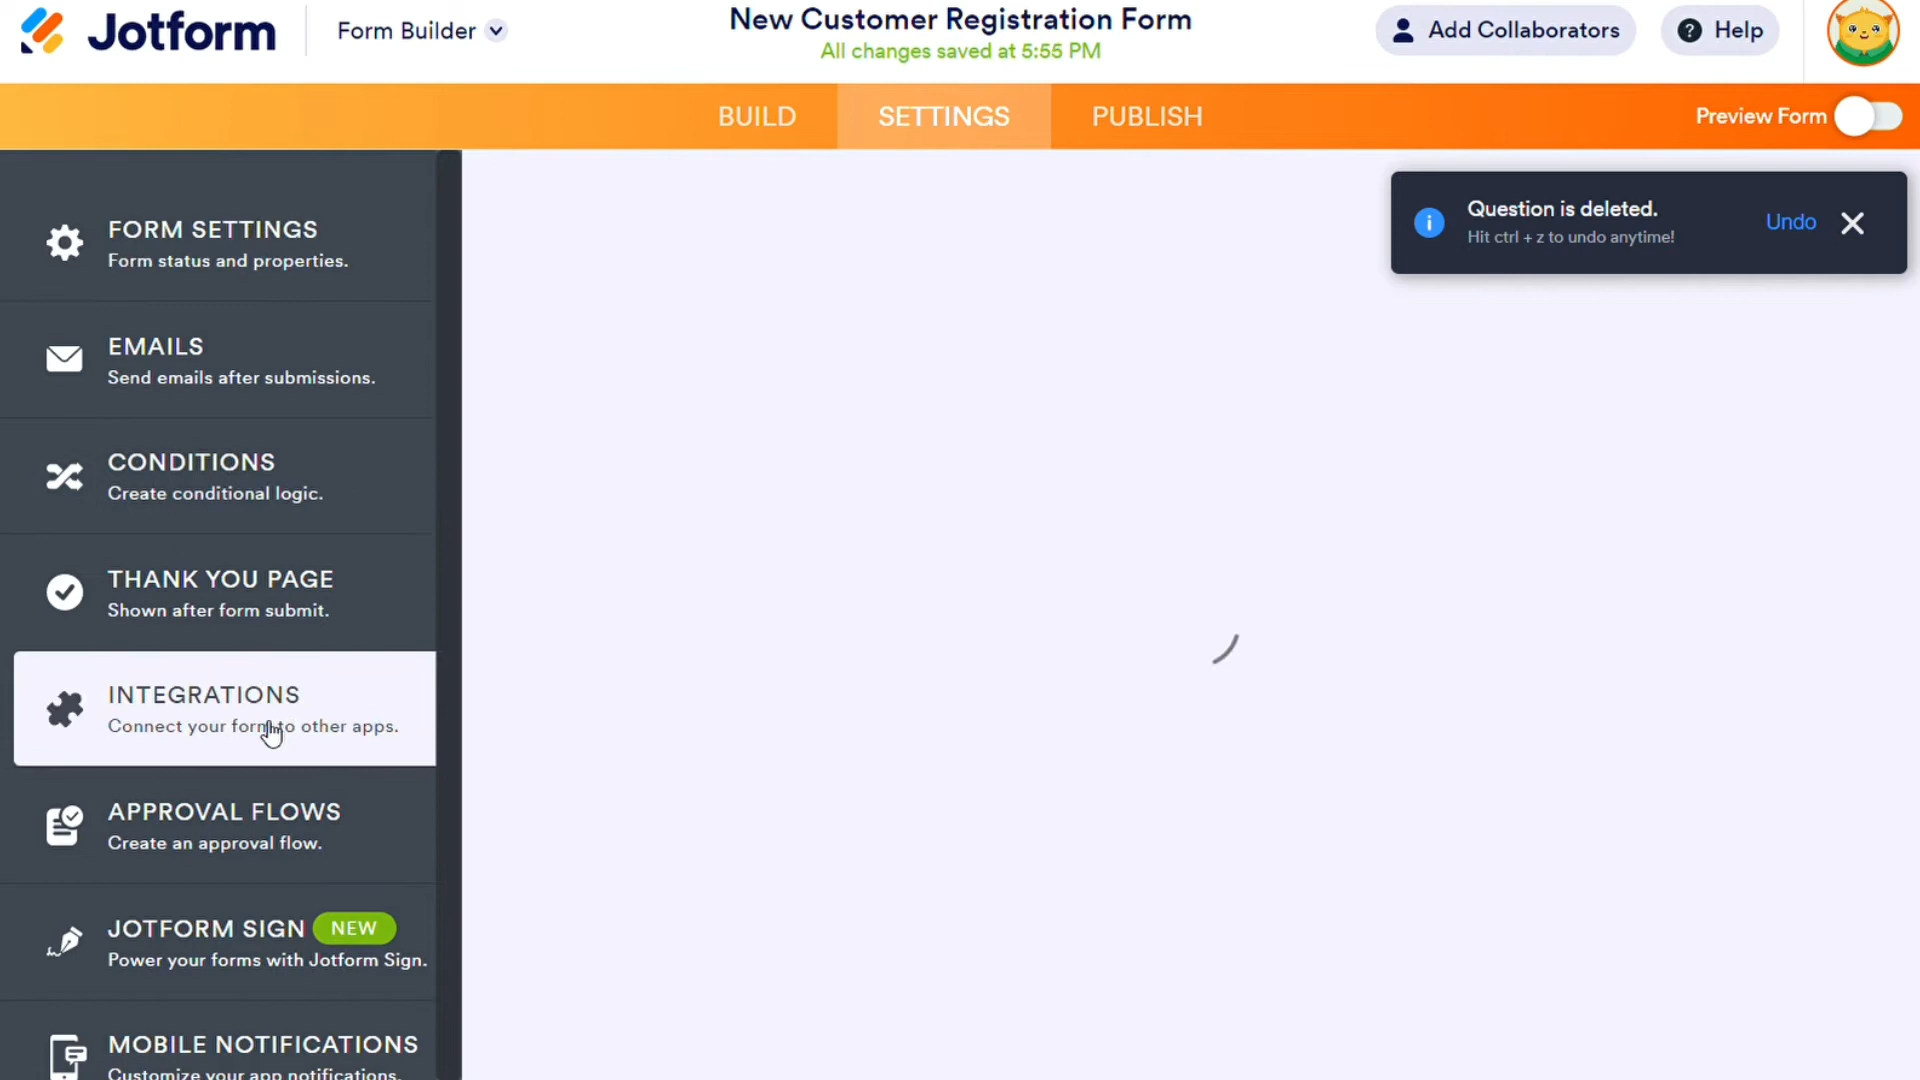 Jotform
Form Builder
New Customer Registration Form
All changes saved at 5:55 PM
Add Collaborators
Help
BUILD
SETTINGS
PUBLISH
Preview Form
Question is deleted.
Hit ctrl + z to undo anytime!
Undo
FORM SETTINGS
Form status and properties.
EMAILS
Send emails after submissions.
CONDITIONS
Create conditional logic.
THANK YOU PAGE
Shown after form submit.
INTEGRATIONS
Connect your form to other apps.
APPROVAL FLOWS
Create an approval flow.
JOTFORM SIGN NEW
Power your forms with Jotform Sign.
MOBILE NOTIFICATIONS
Customize your app notifications.